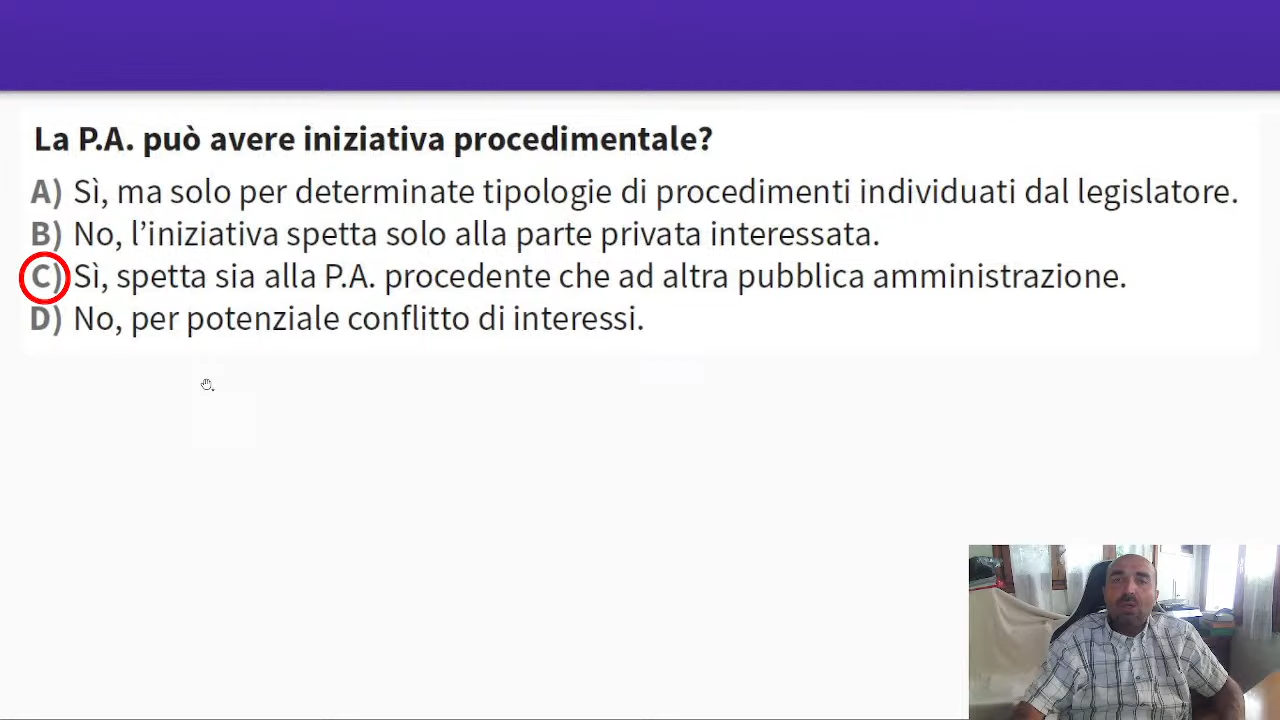 La P.A. può avere iniziativa procedimentale?
A) Sì, ma solo per determinate tipologie di procedimenti individuati dal legislatore.
B) No, l’iniziativa spetta solo alla parte privata interessata.
C) Sì, spetta sia alla P.A. procedente che ad altra pubblica amministrazione.
D) No, per potenziale conflitto di interessi.